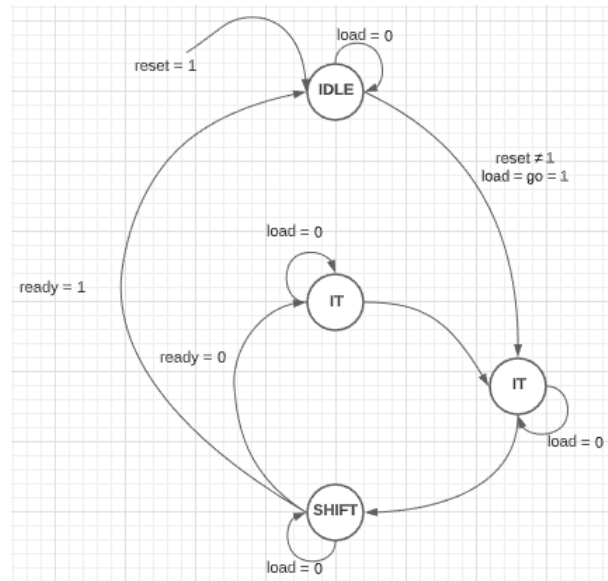 load = 0
reset = 1
IDLE
reset ≠ 1
load = go = 1
load = 0
ready = 1
IT
ready = 0
IT
load = 0
SHIFT
load = 0